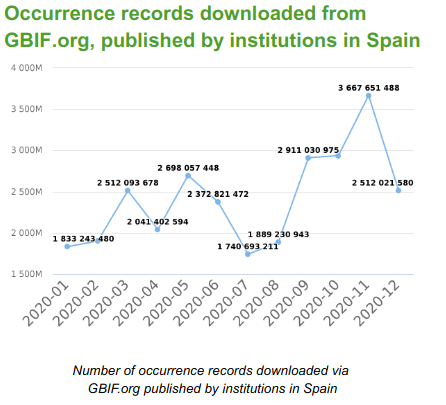 Occurrence records downloaded from
GBIF.org, published by institutions in Spain
4 000M
3 500M
3 000M
2 500M
2 000M
1 500M
1 833 243 480
2 512 093 678
2 041 402 594
2 698 057 448
2 372 821 472
1 740 693 211
1 889 230 943
2 911 030 975
3 667 651 488
2 512 021 580
2020-01
2020-02
2020-03
2020-04
2020-05
2020-06
2020-07
2020-08
2020-09
2020-10
2020-11
2020-12
Number of occurrence records downloaded via
GBIF.org published by institutions in Spain